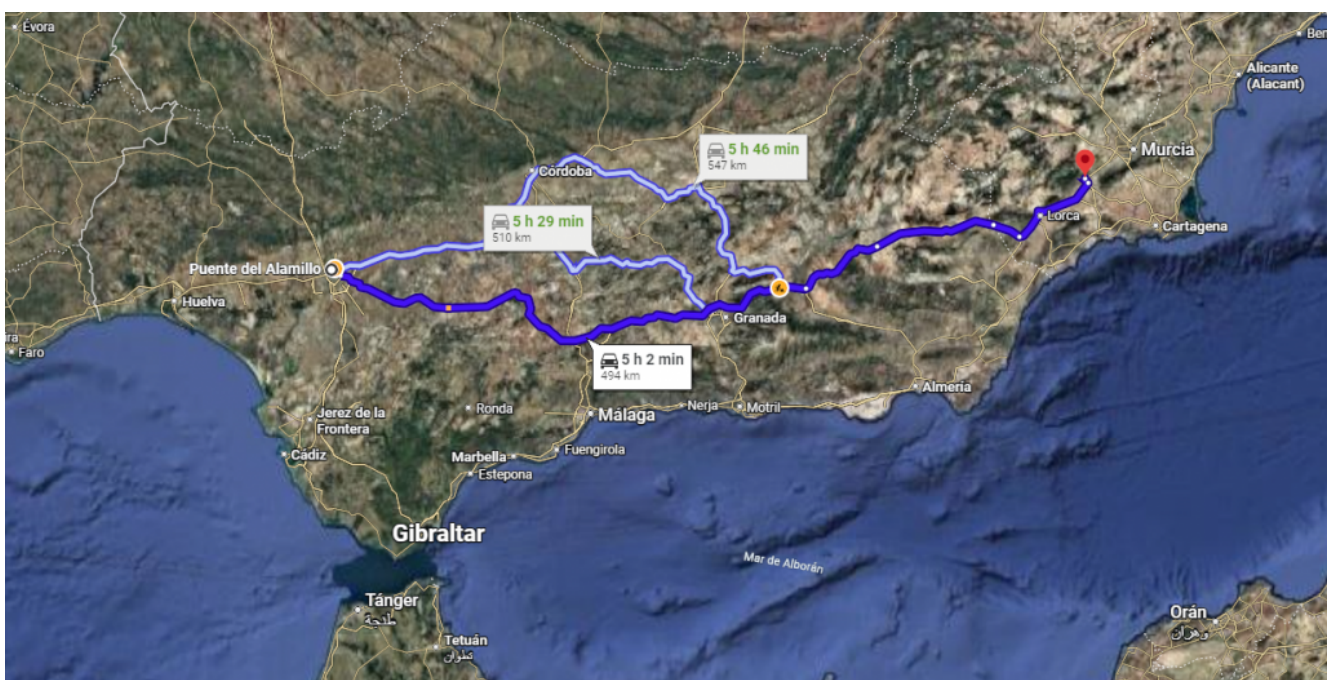 Évora
Ben
Alicante
(Alacant)
5 h 46 min
547 km
Murcia
Córdoba
Lorca
Cartagena
5 h 29 min
510 km
Puente del Alamillo
Huelva
Granada
Faro
5 h 2 min
494 km
Almería
Ronda
Nerja
Motril
Jerez de la
Frontera
Málaga
Cádiz
Marbella
Fuengirola
Estepona
Gibraltar
Mar de Alborán
Tánger
طنجة
Tetuán
تطوان
Orán
وهران